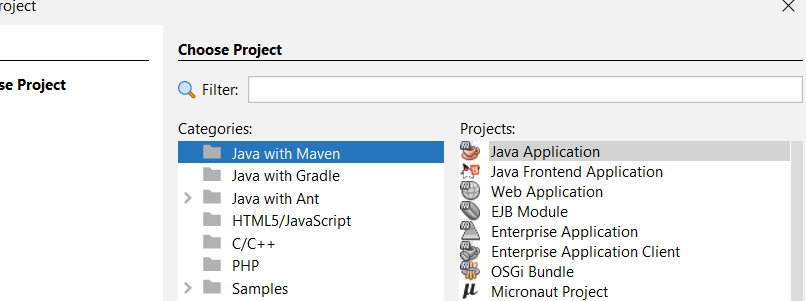 roject
Choose Project
se Project
Filter:
Categories:
Projects:
Java with Maven
Java with Gradle
Java with Ant
HTML5/JavaScript
C/C++
PHP
Samples
Java Application
Java Frontend Application
Web Application
EJB Module
Enterprise Application
Enterprise Application Client
OSGi Bundle
Micronaut Project